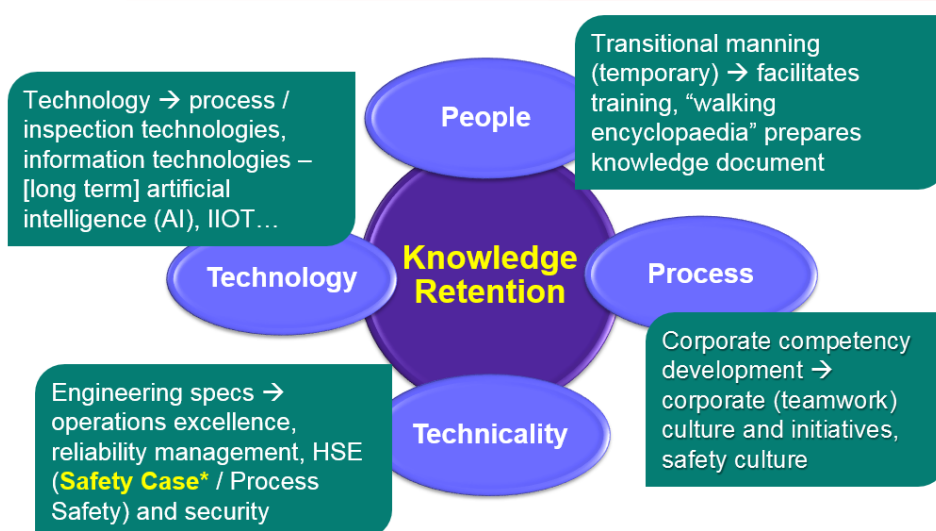 Transitional manning
(temporary) → facilitates
training, “walking
encyclopaedia” prepares
knowledge document
People
Technology → process /
inspection technologies,
information technologies –
[long term] artificial
intelligence (AI), IIOT…
Knowledge
Retention
Technology
Process
Corporate competency
development →
corporate (teamwork)
culture and initiatives,
safety culture
Engineering specs →
operations excellence,
reliability management, HSE
(Safety Case* / Process
Safety) and security
Technicality